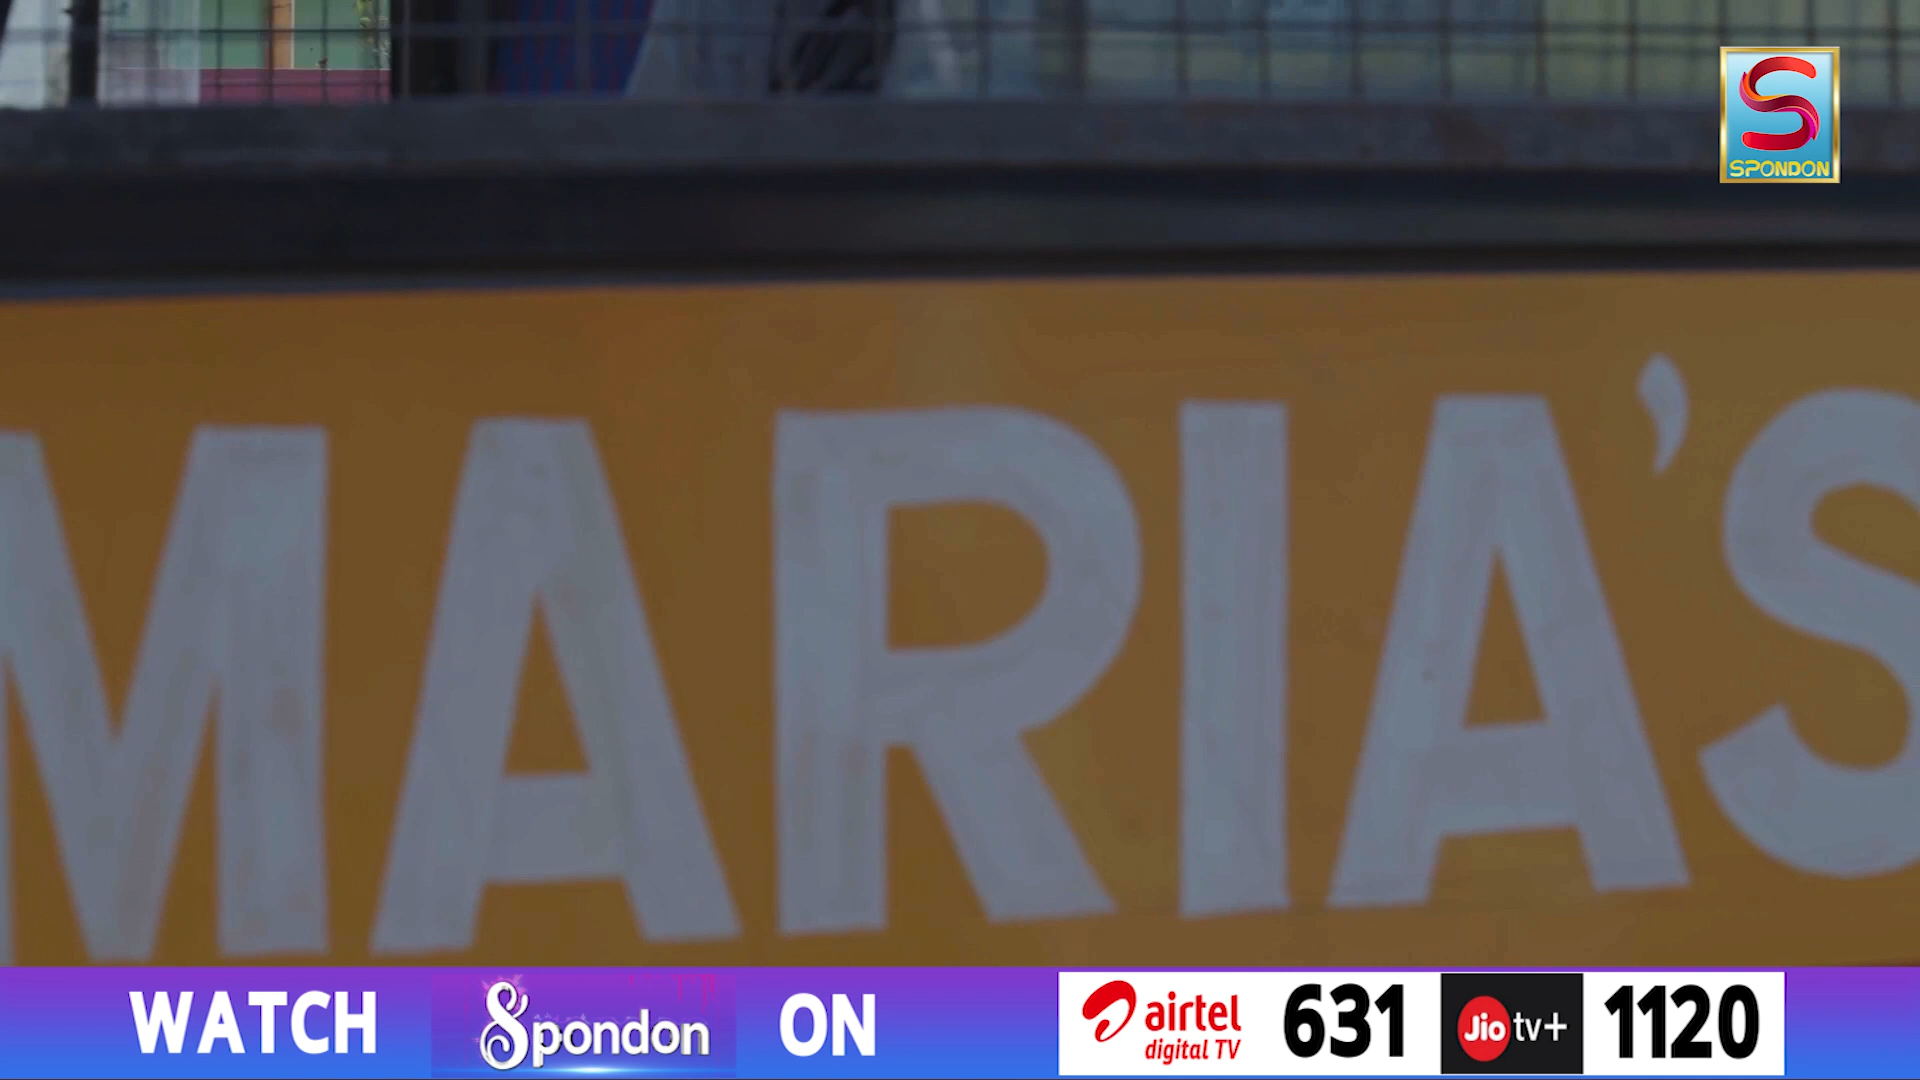 SPONDON
MARIA'S
WATCH Spondon ON airtel digital TV 631 Jio tv+ 1120